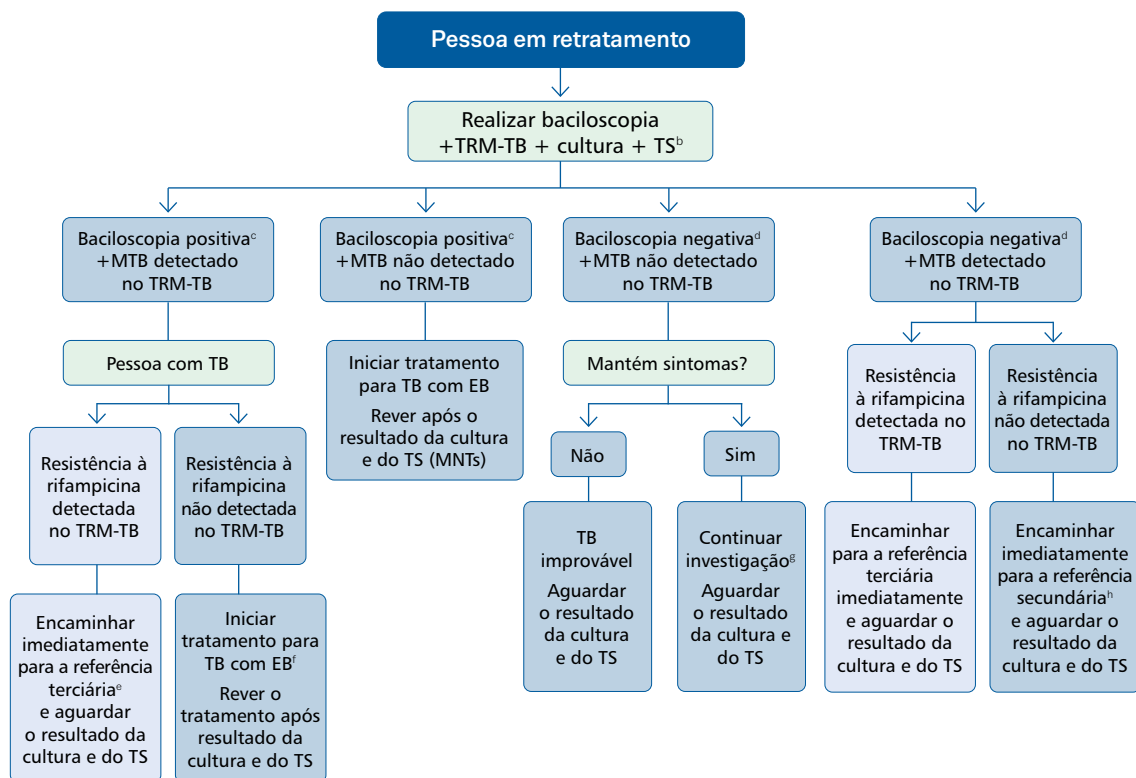 Pessoa em retratamento
Realizar baciloscopia
+TRM-TB + cultura + TSᵇ
Baciloscopia positivaᶜ
+MTB detectado
no TRM-TB
Baciloscopia positivaᶜ
+MTB não detectado
no TRM-TB
Baciloscopia negativaᵈ
+MTB não detectado
no TRM-TB
Baciloscopia negativaᵈ
+MTB detectado
no TRM-TB
Pessoa com TB
Iniciar tratamento
para TB com EB
Rever após o
resultado da cultura
e do TS (MNTs)
Mantém sintomas?
Resistência
à rifampicina
detectada no
TRM-TB
Resistência
à rifampicina
não detectada
no TRM-TB
Resistência à
rifampicina
detectada
no TRM-TB
Resistência à
rifampicina
não detectada
no TRM-TB
Não
Sim
TB
improvável
Aguardar
o resultado
da cultura
e do TS
Continuar
investigaçãoᵍ
Aguardar
o resultado
da cultura e
do TS
Encaminhar
para a referência
terciária
imediatamente
e aguardar o
resultado da
cultura e do TS
Encaminhar
imediatamente
para a referência
secundáriaʰ
e aguardar o
resultado da
cultura e do TS
Encaminhar
imediatamente
para a referência
terciáriaᵉ
e aguardar
o resultado da
cultura e do TS
Iniciar
tratamento para
TB com EBᶠ
Rever o
tratamento após
resultado da
cultura e do TS